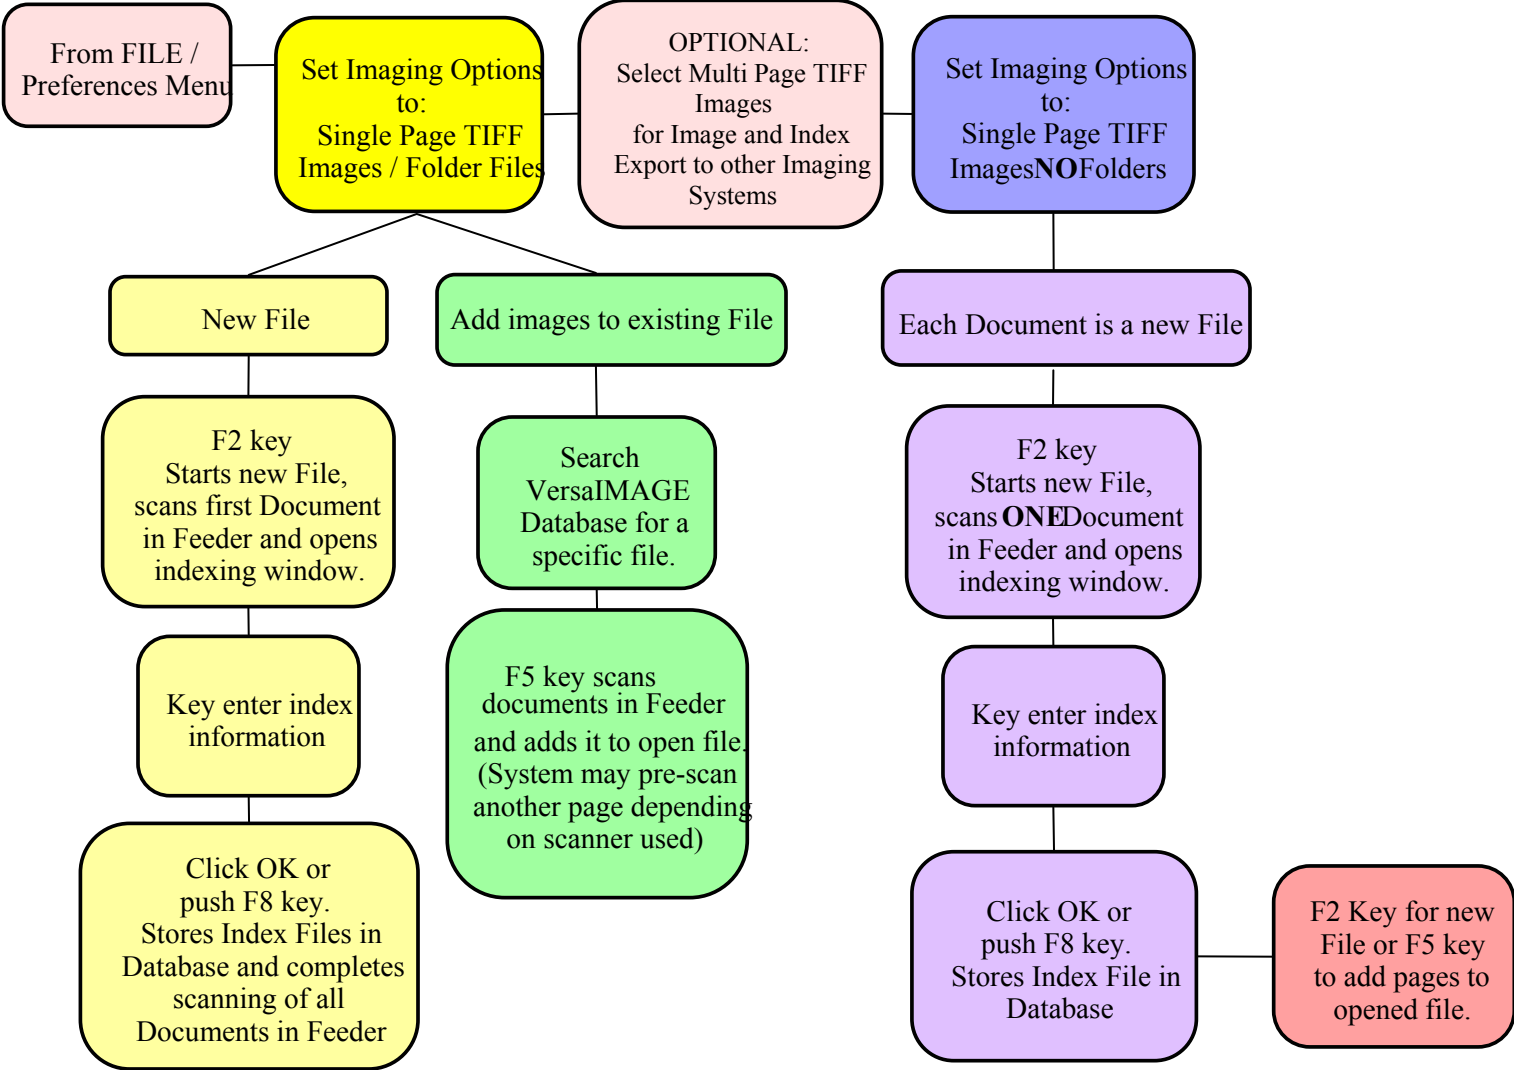 From FILE /
Preferences Menu
Set Imaging Options
to:
Single Page TIFF
Images / Folder Files
OPTIONAL:
Select Multi Page TIFF
Images
for Image and Index
Export to other Imaging
Systems
Set Imaging Options
to:
Single Page TIFF
ImagesNOFolders
New File
Add images to existing File
Each Document is a new File
F2 key
Starts new File,
scans first Document
in Feeder and opens
indexing window.
Search
VersaIMAGE
Database for a
specific file.
F2 key
Starts new File,
scans ONEDocument
in Feeder and opens
indexing window.
Key enter index
information
F5 key scans
documents in Feeder
and adds it to open file.
(System may pre-scan
another page depending
on scanner used)
Key enter index
information
Click OK or
push F8 key.
Stores Index Files in
Database and completes
scanning of all
Documents in Feeder
Click OK or
push F8 key.
Stores Index File in
Database
F2 Key for new
File or F5 key
to add pages to
opened file.